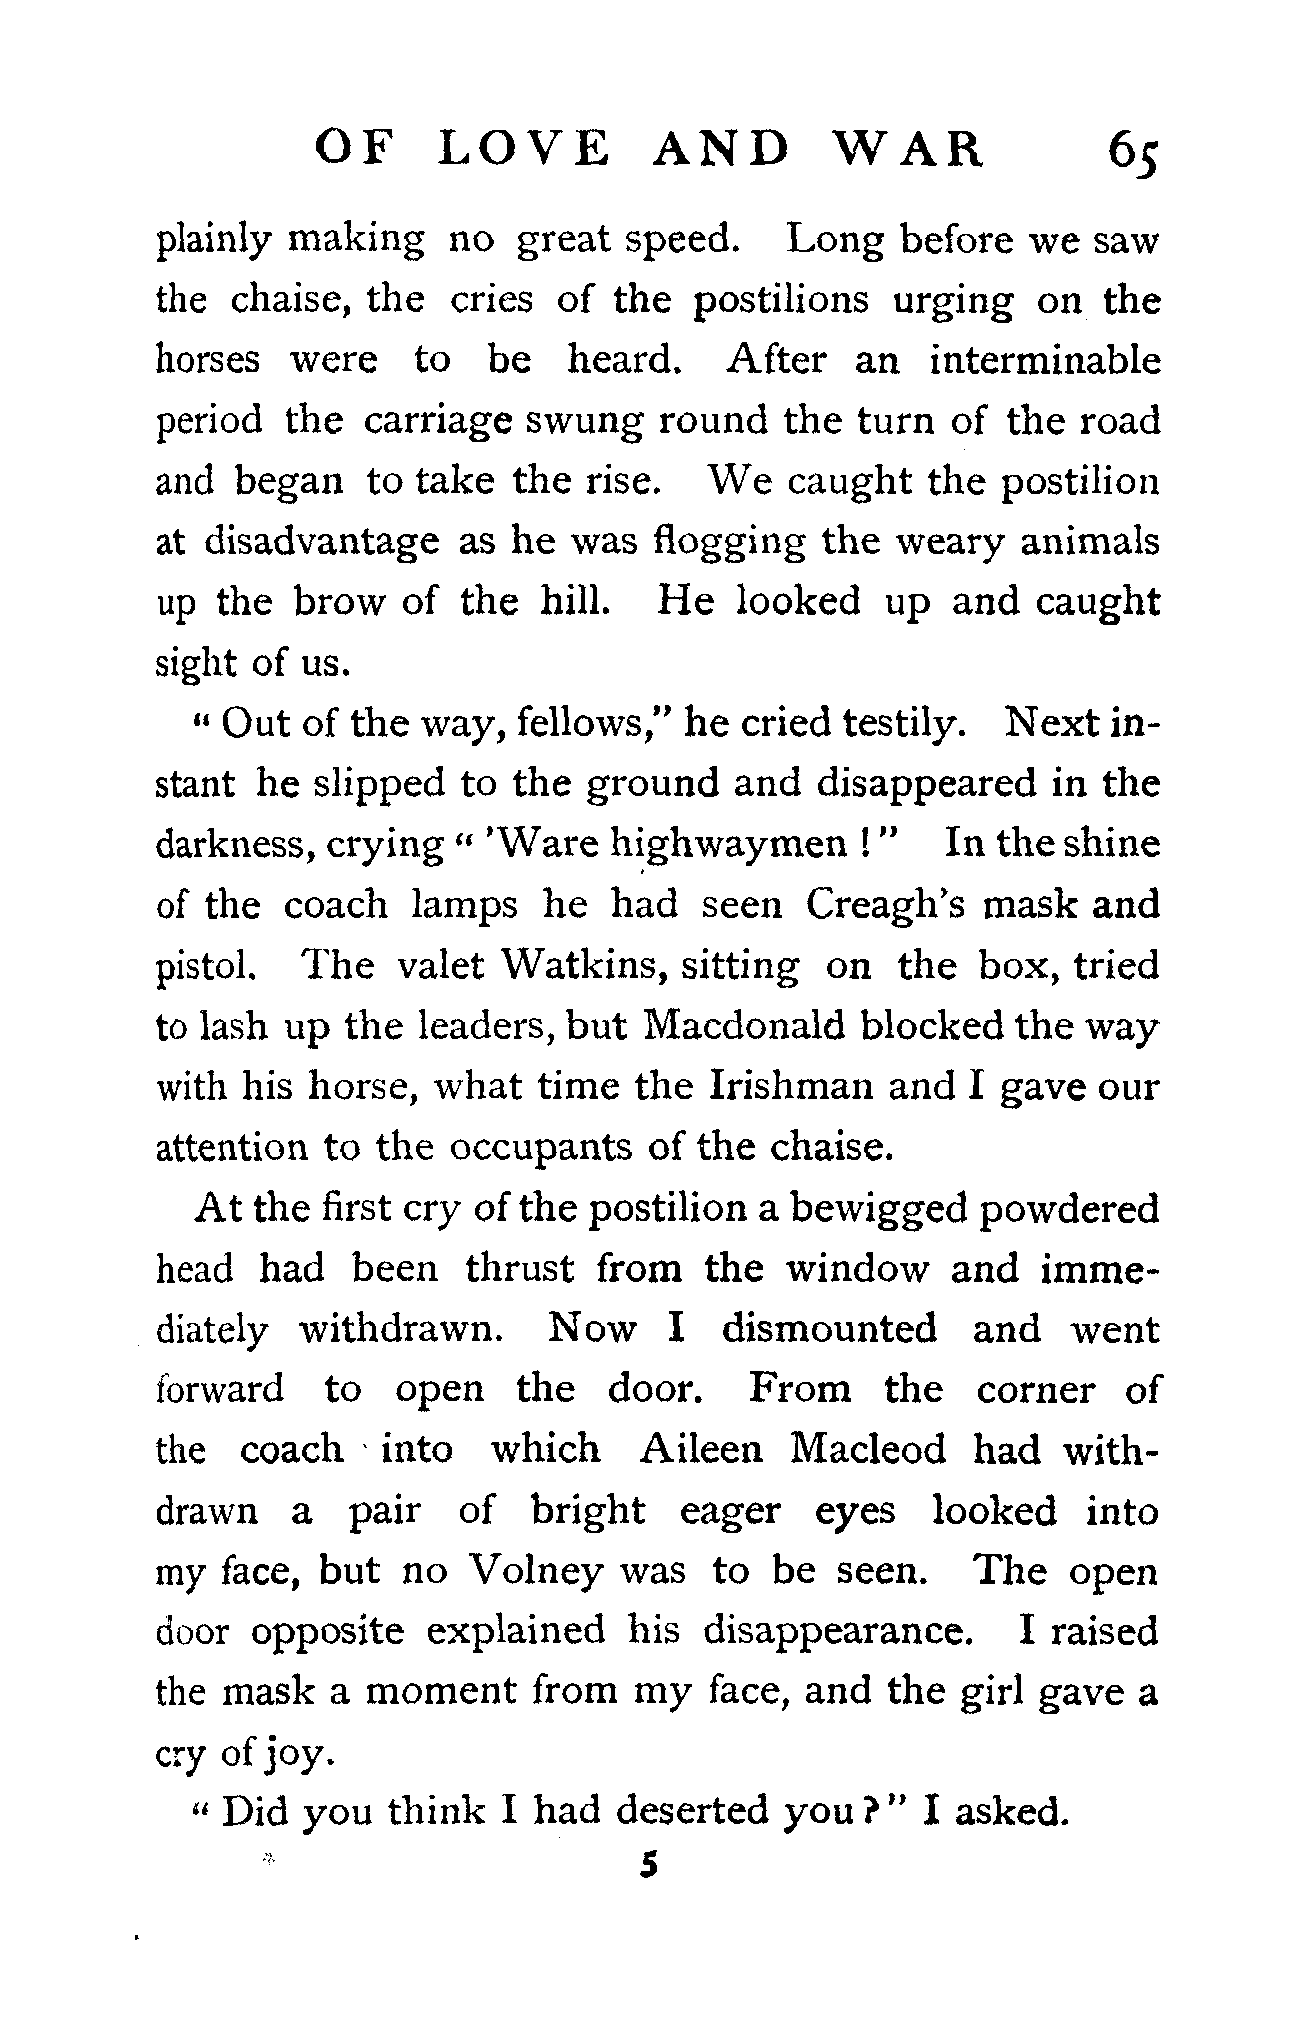 OF LOVE AND WAR 65
plainly making no great speed. Long before we saw
the chaise, the cries of the postilions urging on the
horses were to be heard. After an interminable
period the carriage swung round the turn of the road
and began to take the rise. We caught the postilion
at disadvantage as he was flogging the weary animals
up the brow of the hill. He looked up and caught
sight of us.
“ Out of the way, fellows,” he cried testily. Next in-
stant he slipped to the ground and disappeared in the
darkness, crying “ ’Ware highwaymen ! ” In the shine
of the coach lamps he had seen Creagh’s mask and
pistol. The valet Watkins, sitting on the box, tried
to lash up the leaders, but Macdonald blocked the way
with his horse, what time the Irishman and I gave our
attention to the occupants of the chaise.
At the first cry of the postilion a bewigged powdered
head had been thrust from the window and imme-
diately withdrawn. Now I dismounted and went
forward to open the door. From the corner of
the coach into which Aileen Macleod had with-
drawn a pair of bright eager eyes looked into
my face, but no Volney was to be seen. The open
door opposite explained his disappearance. I raised
the mask a moment from my face, and the girl gave a
cry of joy.
“ Did you think I had deserted you ? ” I asked.
5